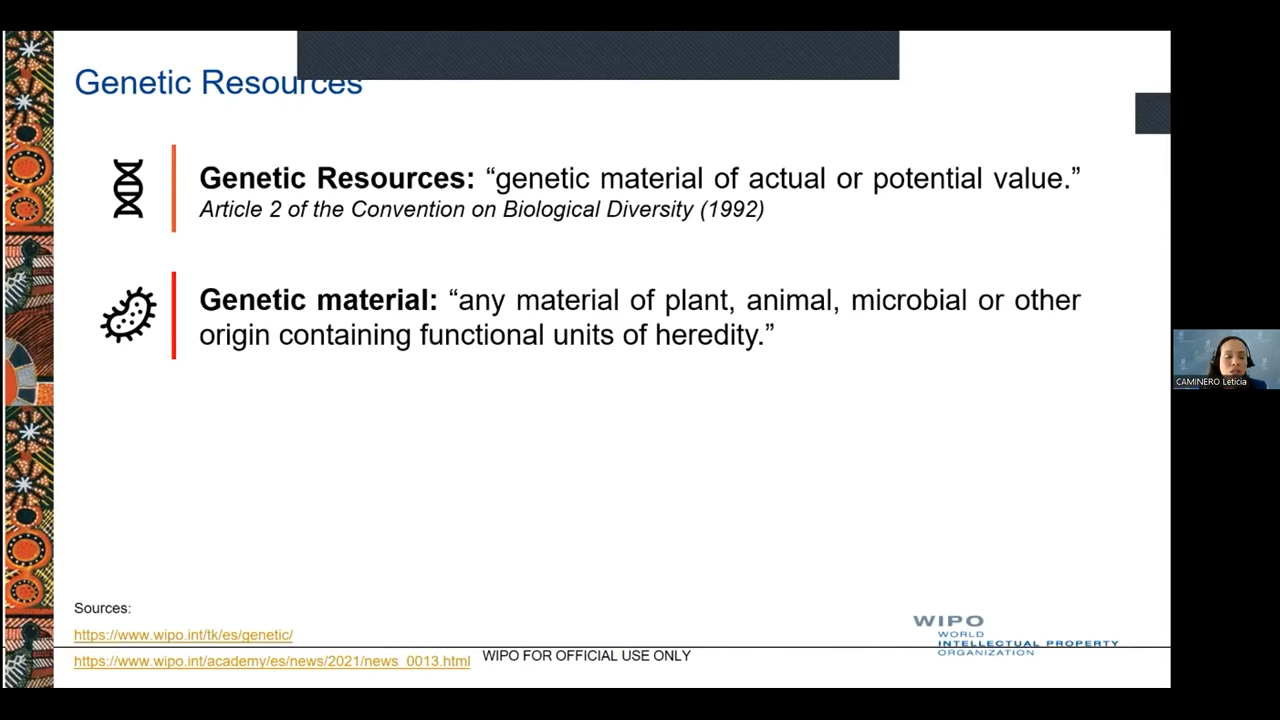 Genetic Resources
Genetic Resources: “genetic material of actual or potential value.”
Article 2 of the Convention on Biological Diversity (1992)
Genetic material: “any material of plant, animal, microbial or other
origin containing functional units of heredity.”
CAMINERO Leticia
Sources:
https://www.wipo.int/tk/es/genetic/
https://www.wipo.int/academy/es/news/2021/news_0013.html
WIPO FOR OFFICIAL USE ONLY
WIPO
WORLD
INTELLECTUAL PROPERTY
ORGANIZATION